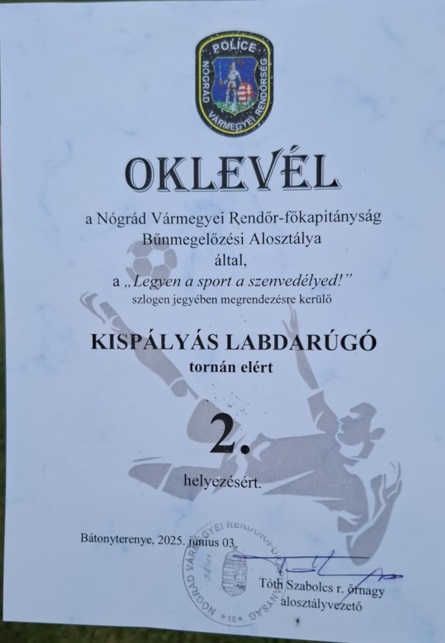 POLICE
NÓGRÁD VÁRMEGYEI RENDŐRSÉG
OKLEVÉL
a Nógrád Vármegyei Rendőr-főkapitányság
Bűnmegelőzési Alosztálya
által,
a „Legyen a sport a szenvedélyed!”
szlogen jegyében megrendezésre kerülő
KISPÁLYÁS LABDARÚGÓ
tornán elért
2.
helyezésért.
Bátonyterenye, 2025. június 03.
Tóth Szabolcs r. őrnagy
alosztályvezető